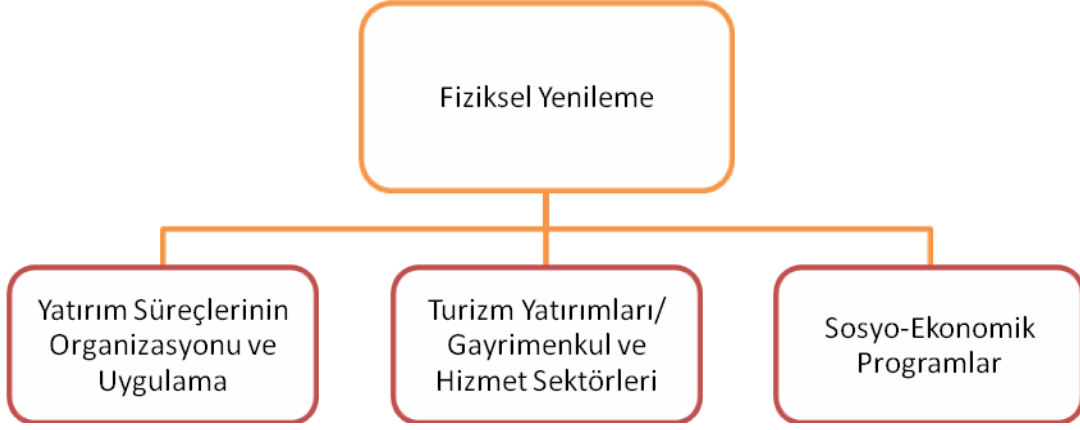 Fiziksel Yenileme
Yatırım Süreçlerinin
Organizasyonu ve
Uygulama
Turizm Yatırımları/
Gayrimenkul ve
Hizmet Sektörleri
Sosyo-Ekonomik
Programlar